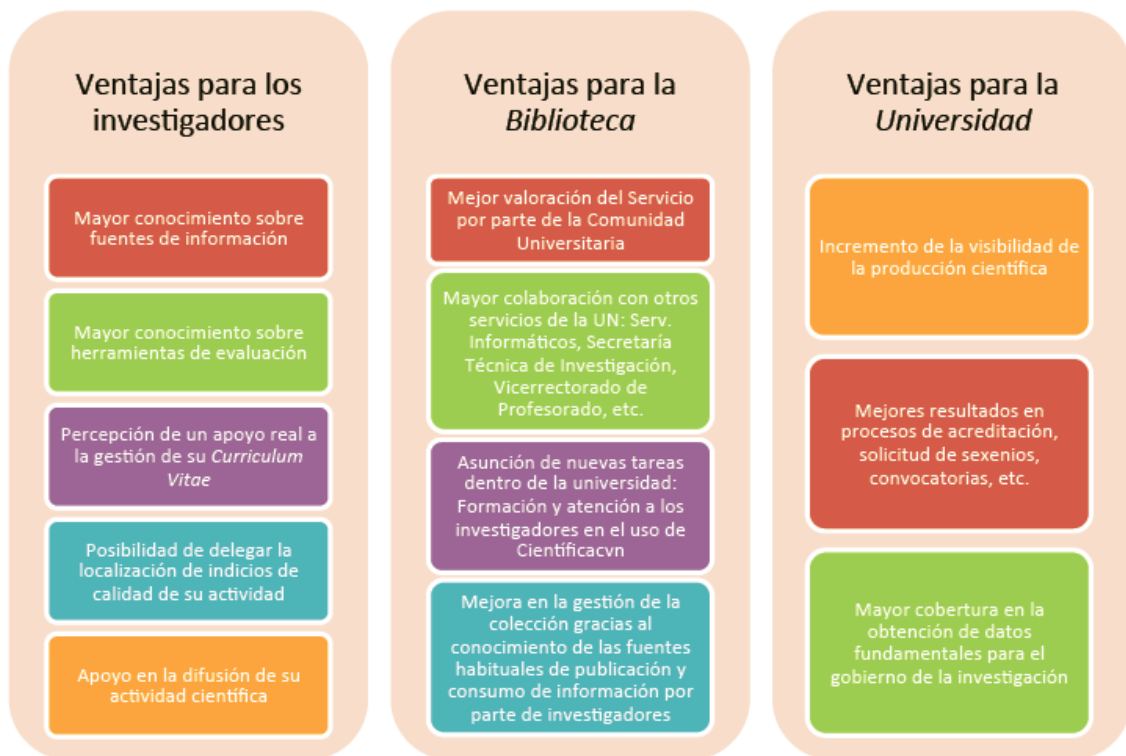 Ventajas para los
investigadores
Mayor conocimiento sobre
fuentes de información
Mayor conocimiento sobre
herramientas de evaluación
Percepción de un apoyo real a
la gestión de su Curriculum
Vitae
Posibilidad de delegar la
localización de indicios de
calidad de su actividad
Apoyo en la difusión de su
actividad científica
Ventajas para la
Biblioteca
Mejor valoración del Servicio
por parte de la Comunidad
Universitaria
Mayor colaboración con otros
servicios de la UN: Serv.
Informáticos, Secretaría
Técnica de Investigación,
Vicerrectorado de
Profesorado, etc.
Asunción de nuevas tareas
dentro de la universidad:
Formación y atención a los
investigadores en el uso de
Científicacvn
Mejora en la gestión de la
colección gracias al
conocimiento de las fuentes
habituales de publicación y
consumo de información por
parte de investigadores
Ventajas para la
Universidad
Incremento de la visibilidad de
la producción científica
Mejores resultados en
procesos de acreditación,
solicitud de sexenios,
convocatorias, etc.
Mayor cobertura en la
obtención de datos
fundamentales para el
gobierno de la investigación